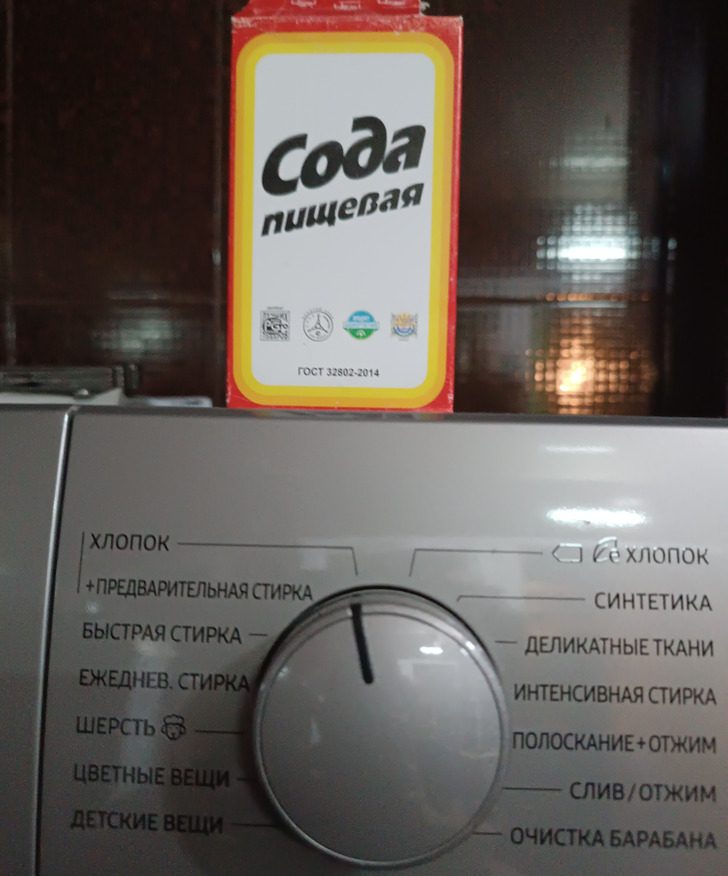 Сода
пищевая
PG
ГОСТ 32802-2014
ХЛОПОК
+ПРЕДВАРИТЕЛЬНАЯ СТИРКА
БЫСТРАЯ СТИРКА
ЕЖЕДНЕВ. СТИРКА
ШЕРСТЬ
ЦВЕТНЫЕ ВЕЩИ
ДЕТСКИЕ ВЕЩИ
e ХЛОПОК
СИНТЕТИКА
ДЕЛИКАТНЫЕ ТКАНИ
ИНТЕНСИВНАЯ СТИРКА
ПОЛОСКАНИЕ+ОТЖИМ
СЛИВ/ОТЖИМ
ОЧИСТКА БАРАБАНА